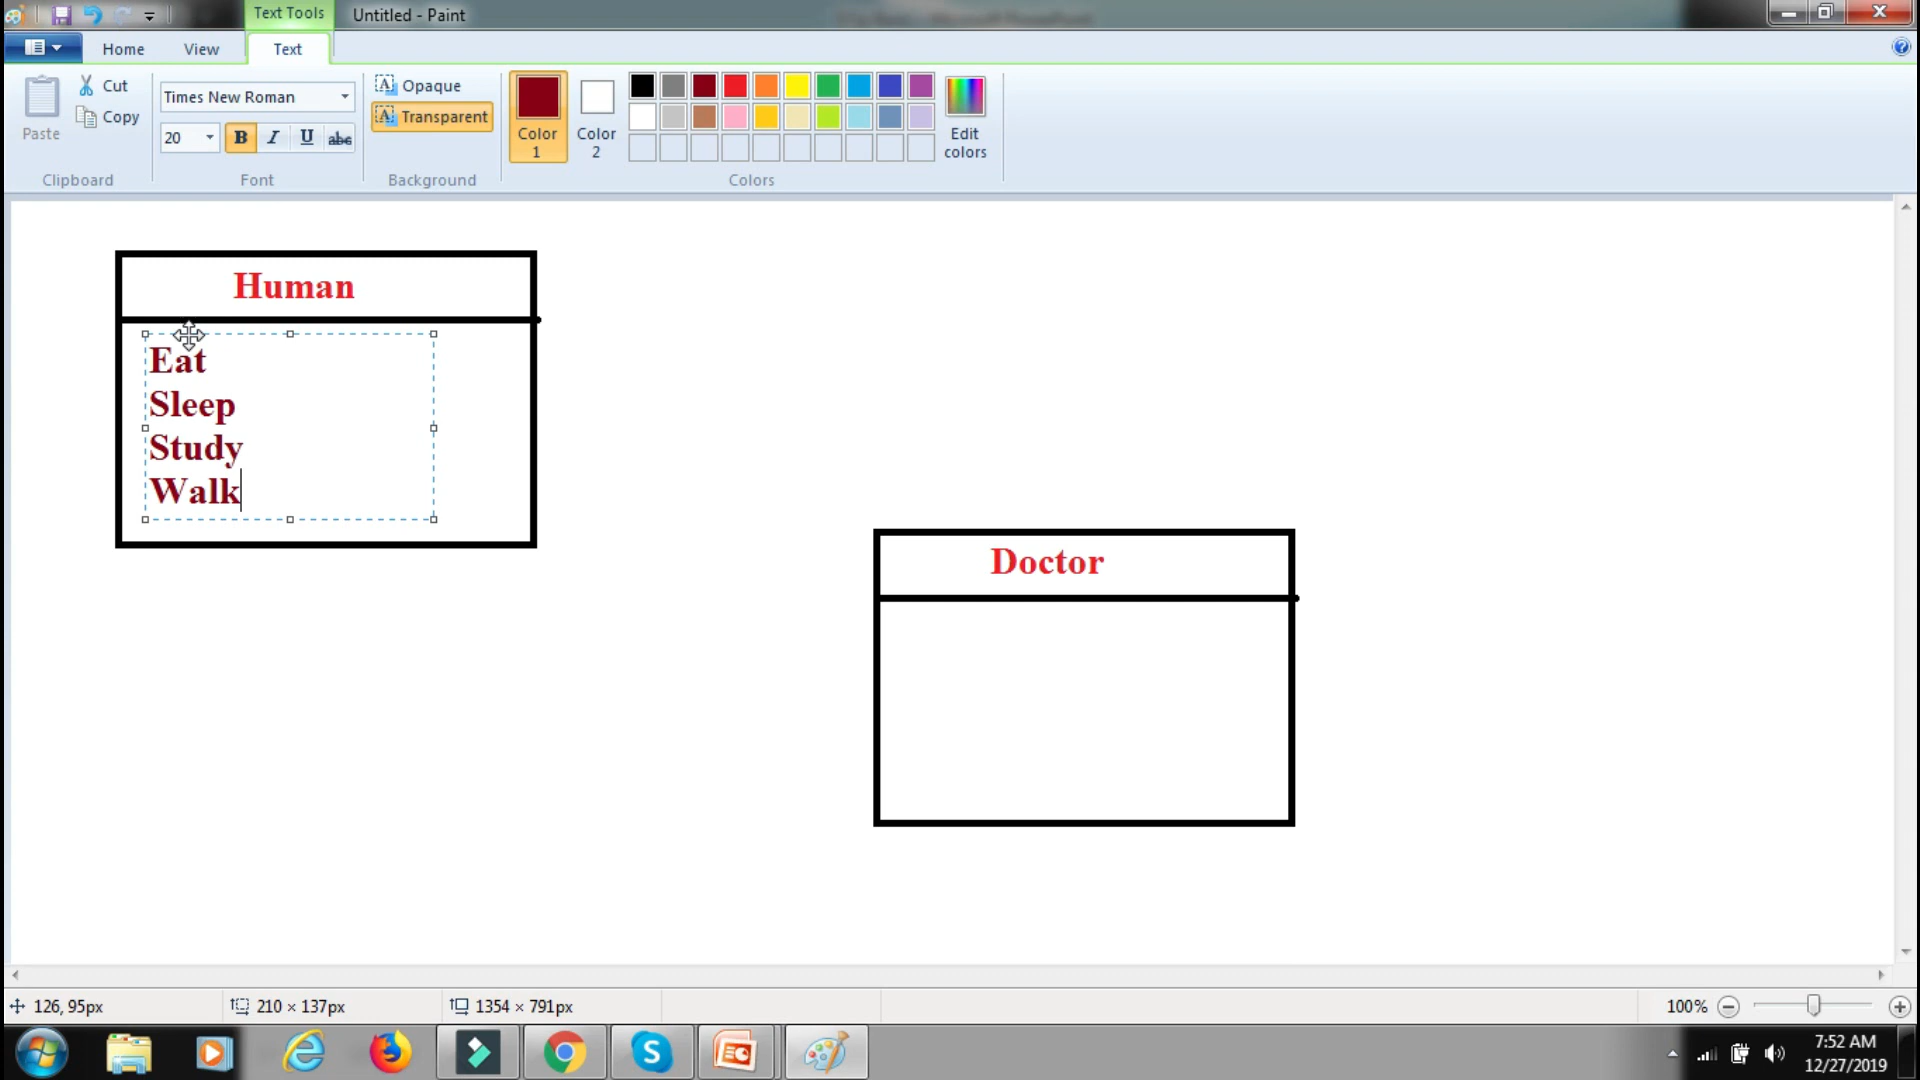 Text Tools
Untitled - Paint
Home
View
Text
Paste
Cut
Copy
Clipboard
Times New Roman
20
B I U abc
Font
A Opaque
A Transparent
Background
Color
1
Color
2
Edit
colors
Colors
Human
Eat
Sleep
Study
Walk
Doctor
126, 95px
210 × 137px
1354 × 791px
100%
7:52 AM
12/27/2019